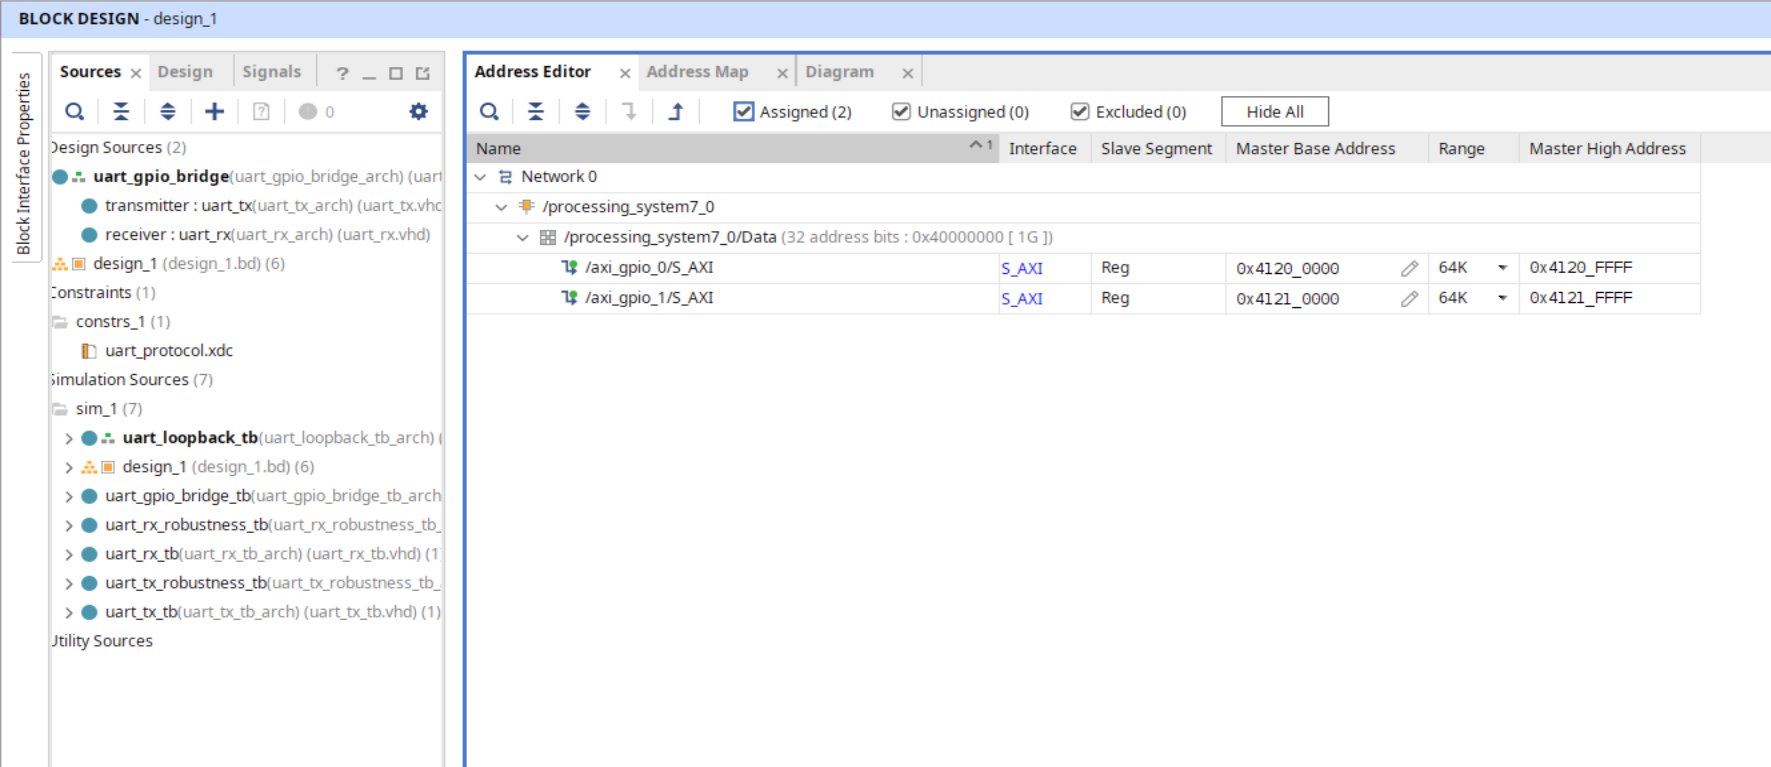 BLOCK DESIGN - design_1
Block Interface Properties
Sources
Design
Signals
?
0
Design Sources (2)
uart_gpio_bridge(uart_gpio_bridge_arch) (uart
transmitter : uart_tx(uart_tx_arch) (uart_tx.vhd
receiver : uart_rx(uart_rx_arch) (uart_rx.vhd)
design_1 (design_1.bd) (6)
Constraints (1)
constrs_1 (1)
uart_protocol.xdc
Simulation Sources (7)
sim_1 (7)
uart_loopback_tb(uart_loopback_tb_arch) (
design_1 (design_1.bd) (6)
uart_gpio_bridge_tb(uart_gpio_bridge_tb_arch
uart_rx_robustness_tb(uart_rx_robustness_tb_
uart_rx_tb(uart_rx_tb_arch) (uart_rx_tb.vhd) (1
uart_tx_robustness_tb(uart_tx_robustness_tb_
uart_tx_tb(uart_tx_tb_arch) (uart_tx_tb.vhd) (1)
Utility Sources
Address Editor
Address Map
Diagram
Assigned (2)
Unassigned (0)
Excluded (0)
Hide All
Name 1 Interface Slave Segment Master Base Address Range Master High Address
Network 0
/processing_system7_0
/processing_system7_0/Data (32 address bits : 0x40000000 [ 1G ])
/axi_gpio_0/S_AXI S_AXI Reg 0x4120_0000 64K 0x4120_FFFF
/axi_gpio_1/S_AXI S_AXI Reg 0x4121_0000 64K 0x4121_FFFF